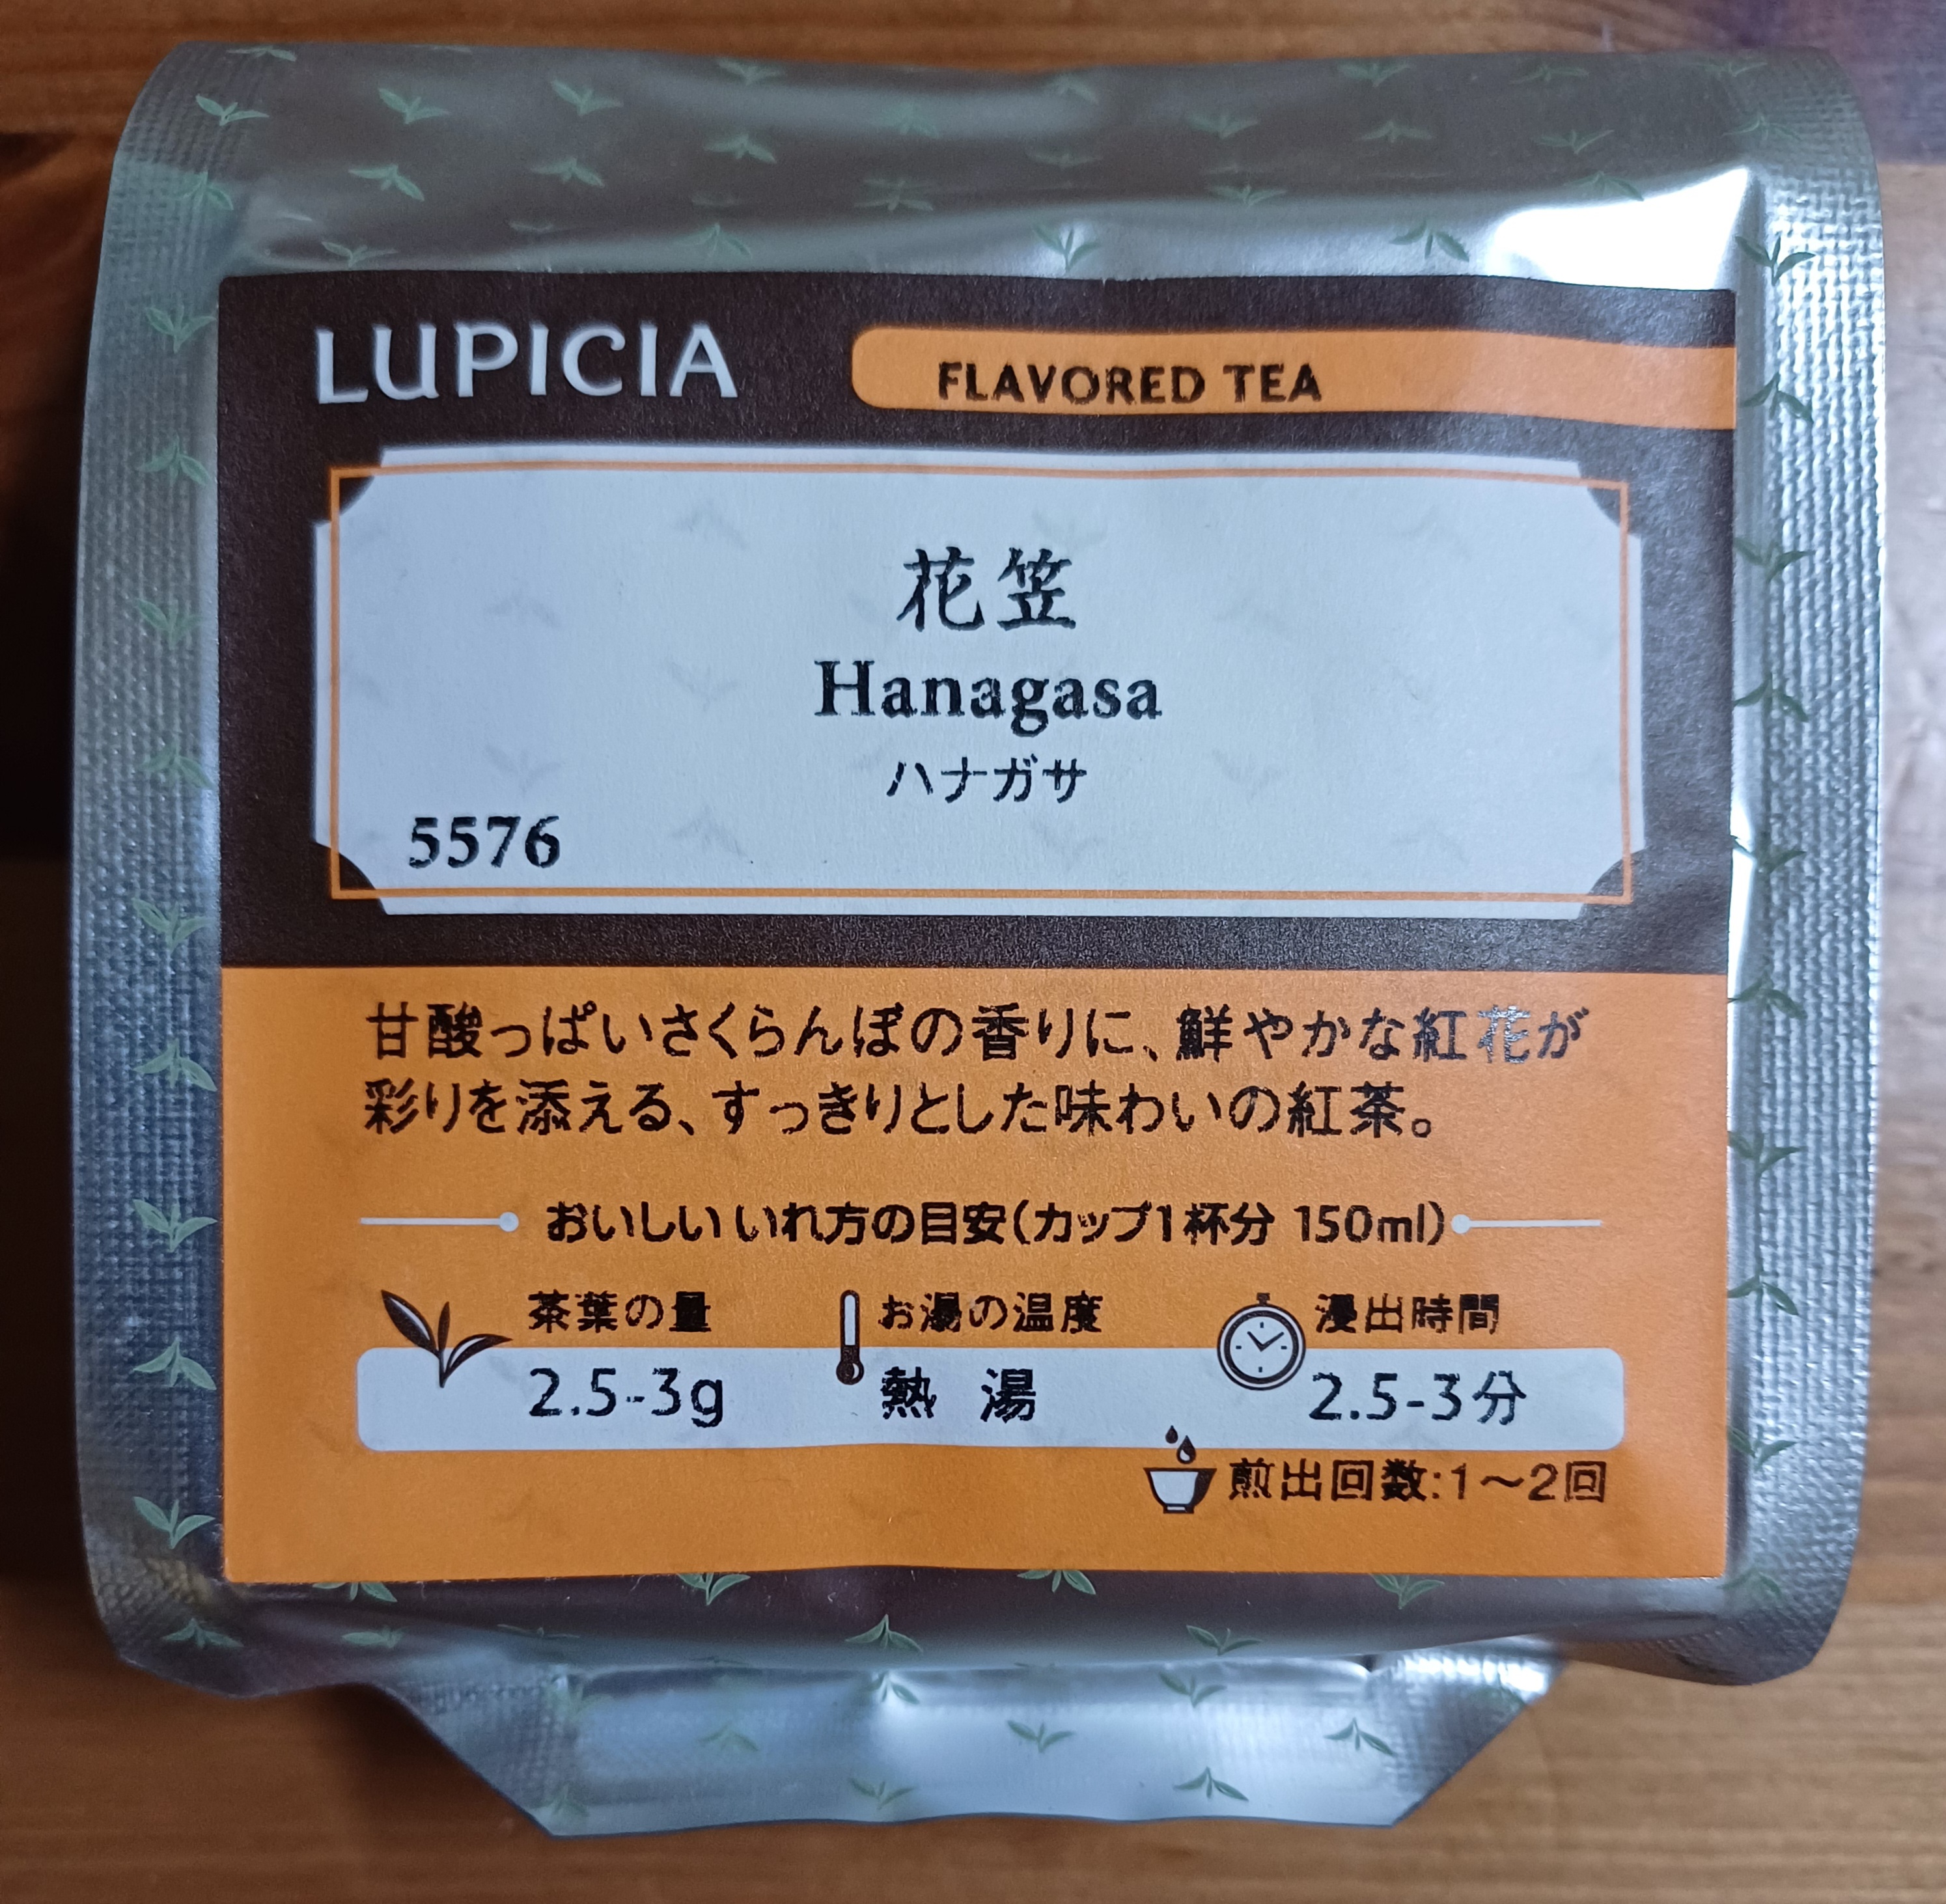 LUPICIA
FLAVORED TEA
花笠
Hanagasa
ハナガサ
5576
甘酸っぱいさくらんぼの香りに、鮮やかな紅花が
彩りを添える、すっきりとした味わいの紅茶。
おいしいいれ方の目安(カップ1杯分 150ml)
茶葉の量 お湯の温度 浸出時間
2.5-3g 熱 湯 2.5-3分
煎出回数:1〜2回